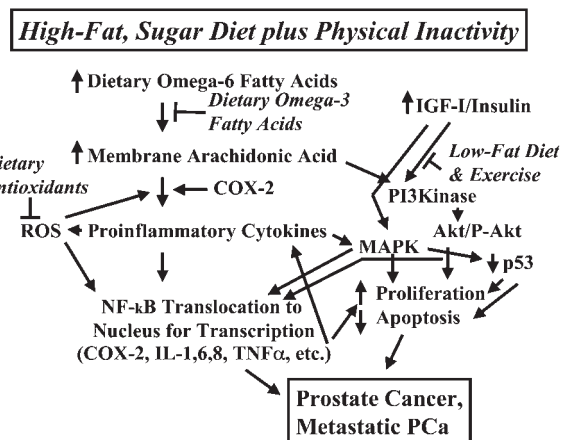 High-Fat, Sugar Diet plus Physical Inactivity
Dietary Omega-6 Fatty Acids
Dietary Omega-3
Fatty Acids
IGF-I/Insulin
Membrane Arachidonic Acid
Low-Fat Diet
& Exercise
ietary
ntioxidants
COX-2
PI3Kinase
ROS
Proinflammatory Cytokines
Akt/P-Akt
MAPK
p53
NF-κB Translocation to
Nucleus for Transcription
(COX-2, IL-1,6,8, TNFα, etc.)
Proliferation
Apoptosis
Prostate Cancer,
Metastatic PCa